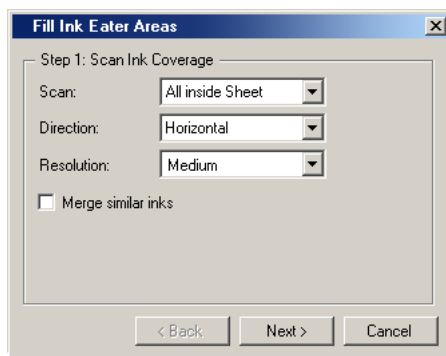 Fill Ink Eater Areas
Step 1: Scan Ink Coverage
Scan: All inside Sheet
Direction: Horizontal
Resolution: Medium
Merge similar inks
< Back Next > Cancel